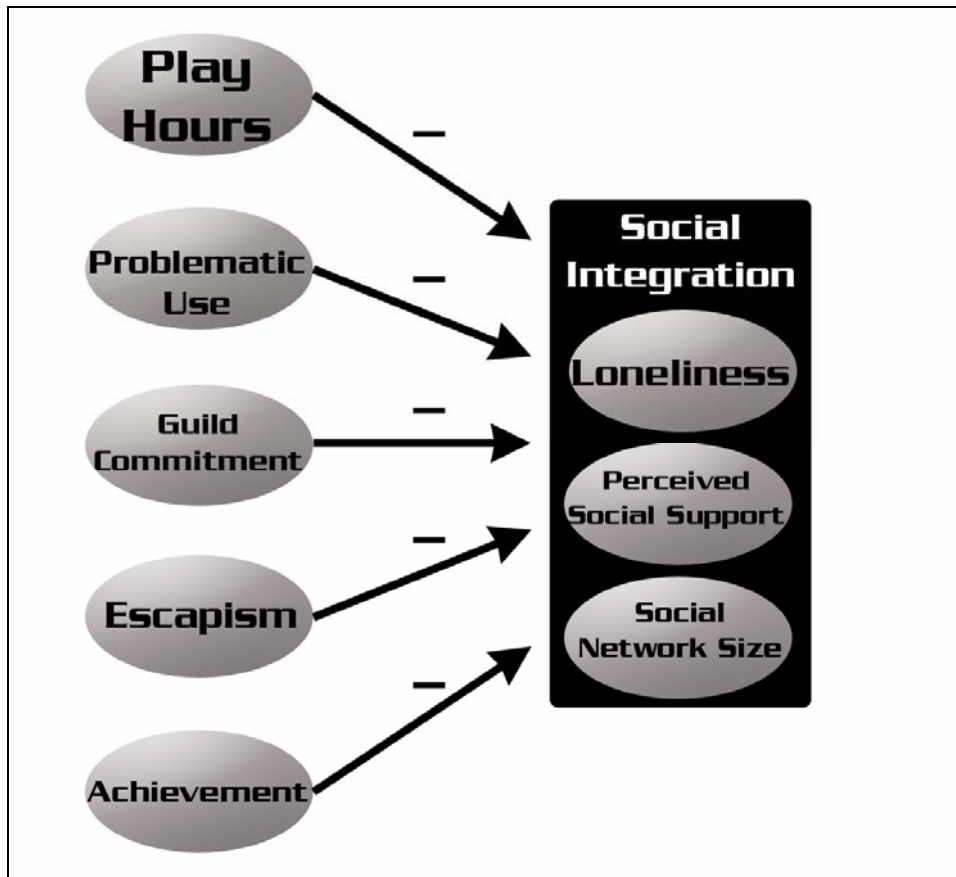 Play
Hours
–
Problematic
Use
–
Guild
Commitment
–
Escapism
–
Achievement
–
Social
Integration
Loneliness
Perceived
Social Support
Social
Network Size